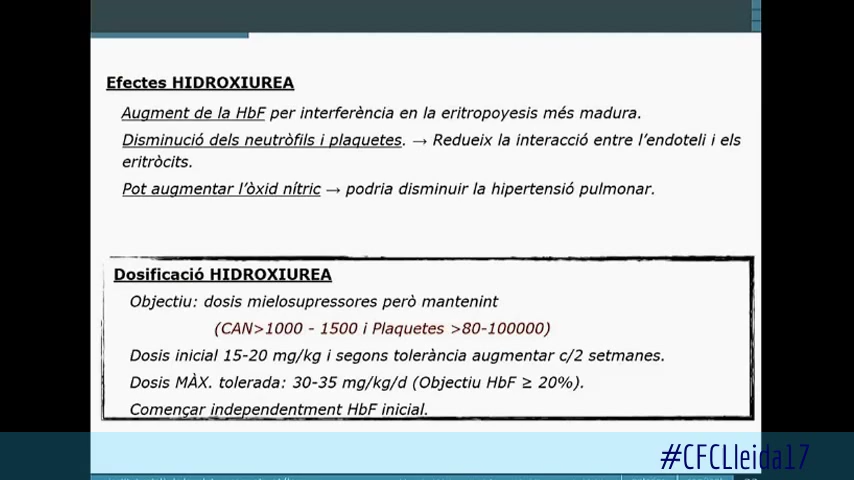 Efectes HIDROXIUREA
Augment de la HbF per interferència en la eritropoyesis més madura.
Disminució dels neutròfils i plaquetes. → Redueix la interacció entre l'endoteli i els
eritròcits.
Pot augmentar l'òxid nítric → podria disminuir la hipertensió pulmonar.
Dosificació HIDROXIUREA
Objectiu: dosis mielosupressores però mantenint
(CAN>1000 - 1500 i Plaquetes >80-100000)
Dosis inicial 15-20 mg/kg i segons tolerància augmentar c/2 setmanes.
Dosis MÀX. tolerada: 30-35 mg/kg/d (Objectiu HbF ≥ 20%).
Començar independentment HbF inicial.
#CFCLleida17